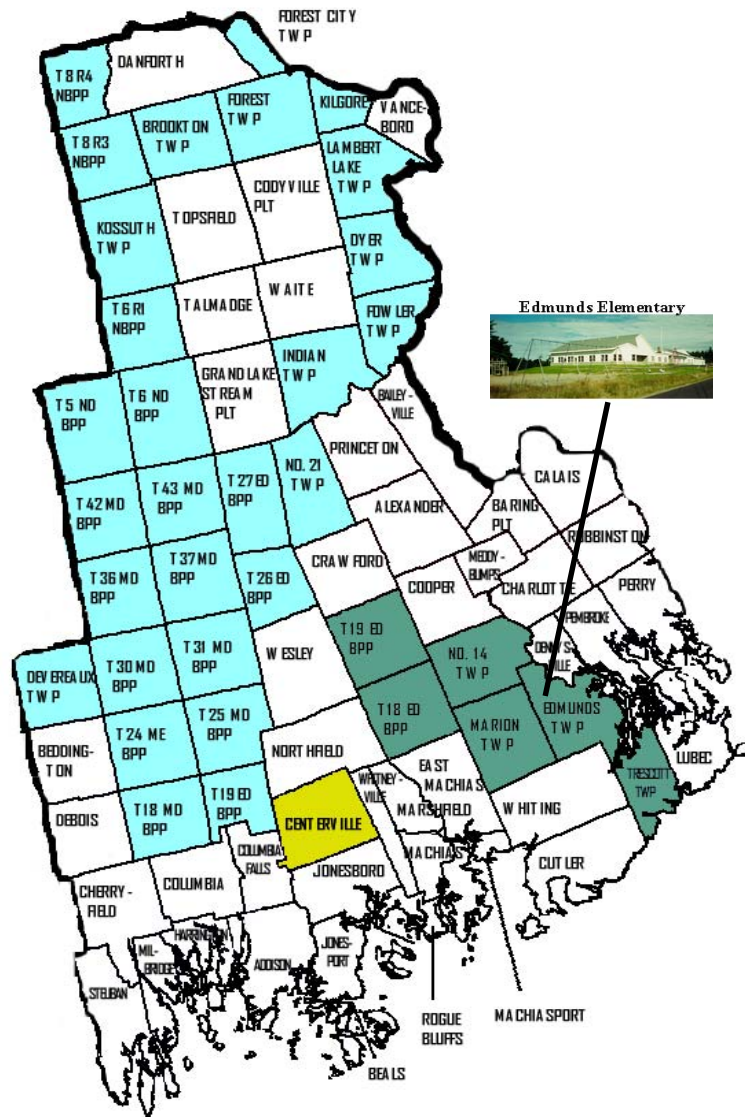 FOREST CITY
TWP
DANFORTH
T8 R4
NBPP
FOREST
TWP
KILGORE
VANCE-
BORO
BROOKTON
TWP
T8 R3
NBPP
LAMBERT
LAKE
TWP
CODYVILLE
PLT
TOPSFIELD
KOSSUTH
TWP
DYER
TWP
WAITE
TALMADGE
T6 R1
NBPP
FOWLER
TWP
Edmunds Elementary
INDIAN
TWP
GRAND LAKE
STREAM
PLT
BAILEY-
VILLE
T6 ND
BPP
T5 ND
BPP
PRINCETON
NO. 21
TWP
T27 ED
BPP
T43 MD
BPP
T42 MD
BPP
CALAIS
BARING
PLT
ALEXANDER
ROBBINSTON
CRAWFORD
MEDDY-
BUMPS
T37 MD
BPP
T36 MD
BPP
T26 ED
BPP
COOPER
CHARLOTTE
PERRY
PEMBROKE
T19 ED
BPP
DENNYS-
VILLE
NO. 14
TWP
WESLEY
T31 MD
BPP
T30 MD
BPP
DEVEREAUX
TWP
EDMUNDS
TWP
T18 ED
BPP
MARION
TWP
T25 MD
BPP
T24 ME
BPP
BEDDING-
TON
NORTHFIELD
LUBEC
TRESCOTT
TWP
EAST
MACHIAS
WHITNEY-
VILLE
MARSHFIELD
WHITING
T19 ED
BPP
T18 MD
BPP
DEBOIS
CENTERVILLE
MACHIAS
CUTLER
COLUMBIA
FALLS
JONESBORO
COLUMBIA
CHERRY-
FIELD
HARRINGTON
MIL-
BRIDGE
JONES-
PORT
ADDISON
STEUBAN
ROGUE
BLUFFS
MACHIASPORT
BEALS